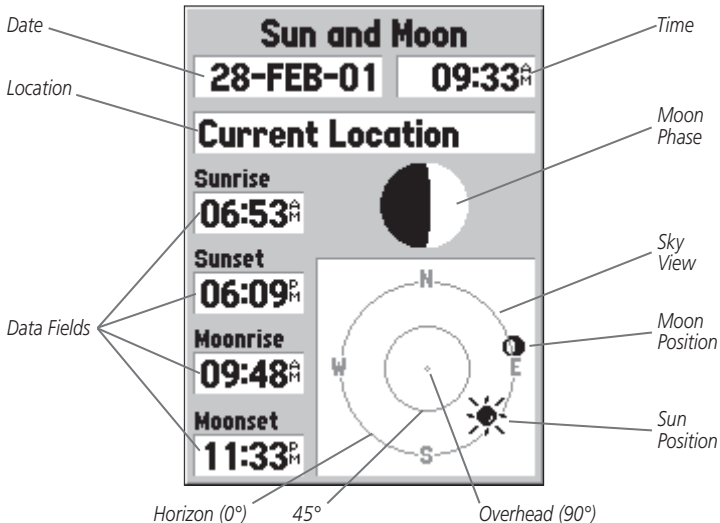 Sun and Moon
Date
Time
28-FEB-01 09:33AM
Location
Current Location
Moon
Phase
Sunrise
06:53AM
Sky
View
Sunset
06:09PM
N
Data Fields
Moonrise
09:48AM
Moon
Position
W E
Moonset
11:33PM
Sun
Position
S
Horizon (0°) 45° Overhead (90°)